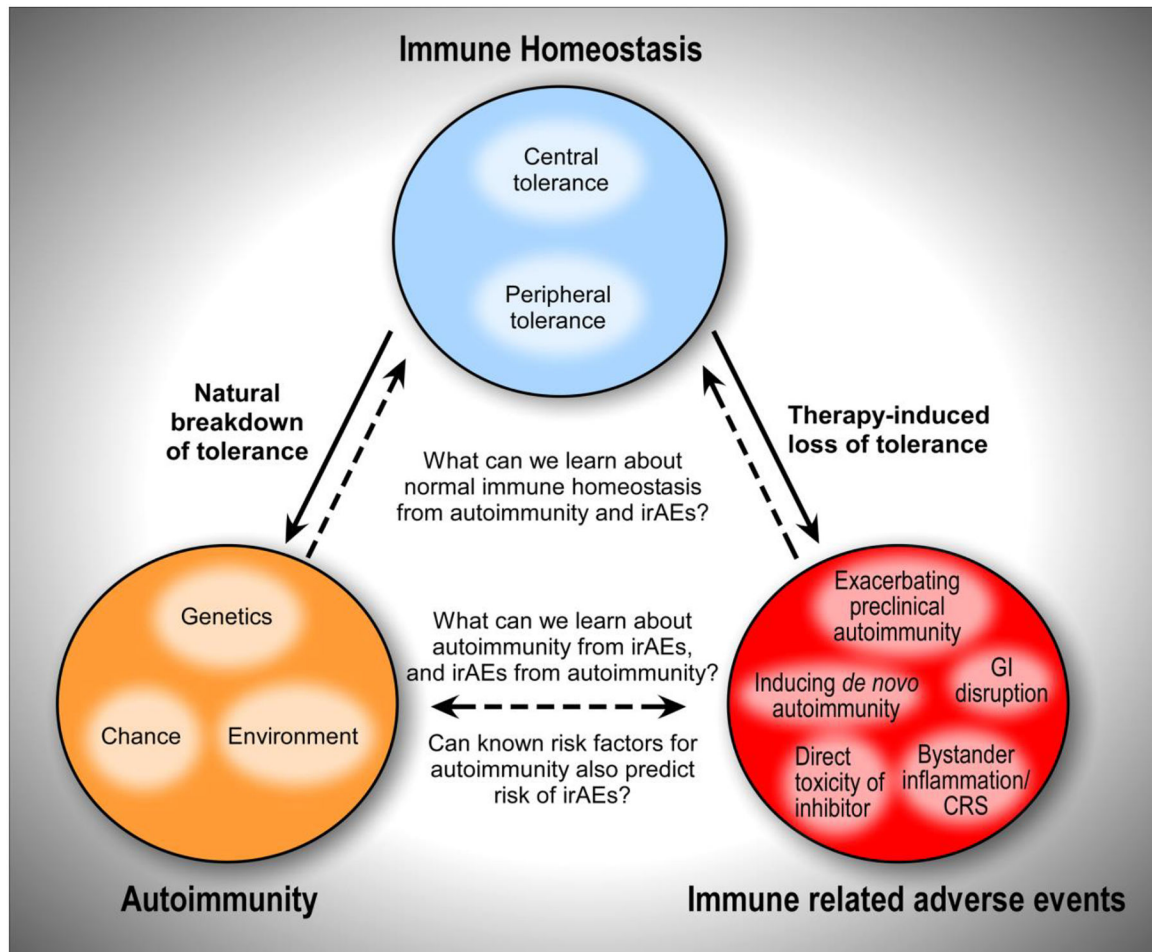 Immune Homeostasis
Central
tolerance
Peripheral
tolerance
Natural
breakdown
of tolerance
Therapy-induced
loss of tolerance
What can we learn about
normal immune homeostasis
from autoimmunity and irAEs?
Genetics
Chance
Environment
What can we learn about
autoimmunity from irAEs,
and irAEs from autoimmunity?
Can known risk factors for
autoimmunity also predict
risk of irAEs?
Exacerbating
preclinical
autoimmunity
GI
disruption
Inducing de novo
autoimmunity
Direct
toxicity of
inhibitor
Bystander
inflammation/
CRS
Autoimmunity
Immune related adverse events